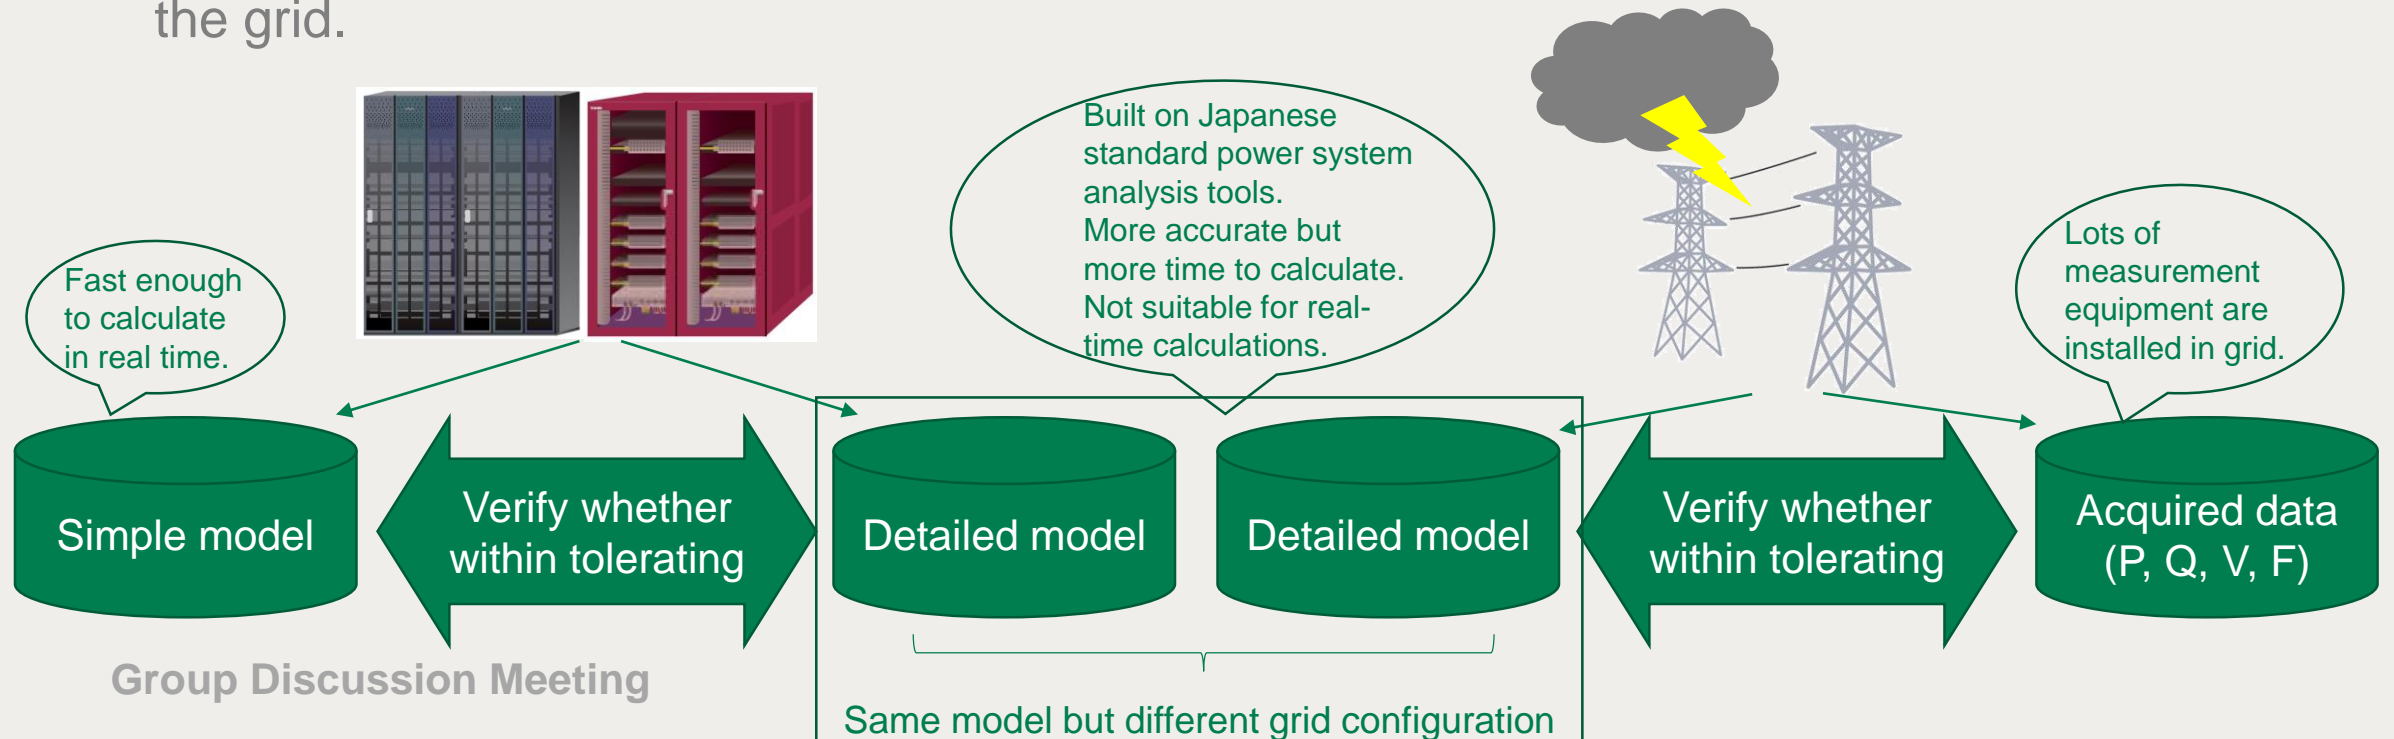 the grid.
Built on Japanese
standard power system
analysis tools.
More accurate but
more time to calculate.
Not suitable for real-
time calculations.
Lots of
measurement
equipment are
installed in grid.
Fast enough
to calculate
in real time.
Simple model
Verify whether
within tolerating
Detailed model
Detailed model
Verify whether
within tolerating
Acquired data
(P, Q, V, F)
Group Discussion Meeting
Same model but different grid configuration